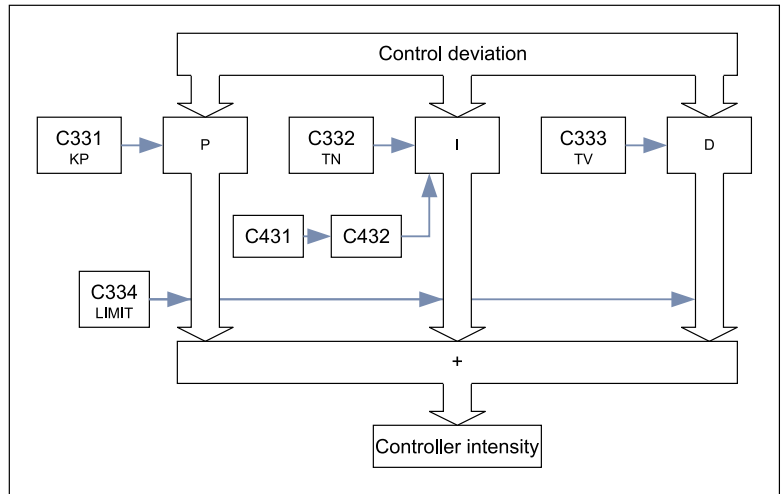 Control deviation
C331
KP
P
C332
TN
I
C333
TV
D
C431
C432
C334
LIMIT
+
Controller intensity